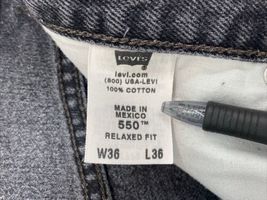 LEVI'S
levi.com
(800) USA-LEVI
100% COTTON
MADE IN
MEXICO
550™
RELAXED FIT
W36 L36